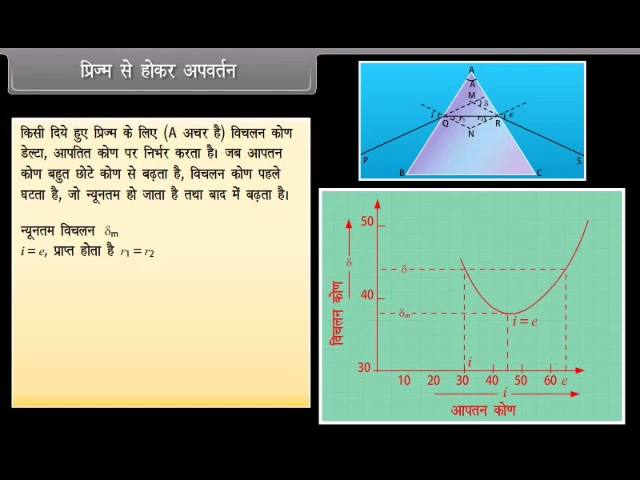 प्रिज्म से होकर अपवर्तन
किसी दिये हुए प्रिज्म के लिए (A अचर है) विचलन कोण
डेल्टा, आपतित कोण पर निर्भर करता है। जब आपतन
कोण बहुत छोटे कोण से बढ़ता है, विचलन कोण पहले
घटता है, जो न्यूनतम हो जाता है तथा बाद में बढ़ता है।
न्यूनतम विचलन δm
i = e, प्राप्त होता है r1 = r2
A
A
M
δ
i
Q
r1
r2
R
e
N
P
B
C
S
50
δ
δ
40
विचलन कोण
δm
i = e
30
i
10 20 30 40 50 60 e
i
आपतन कोण